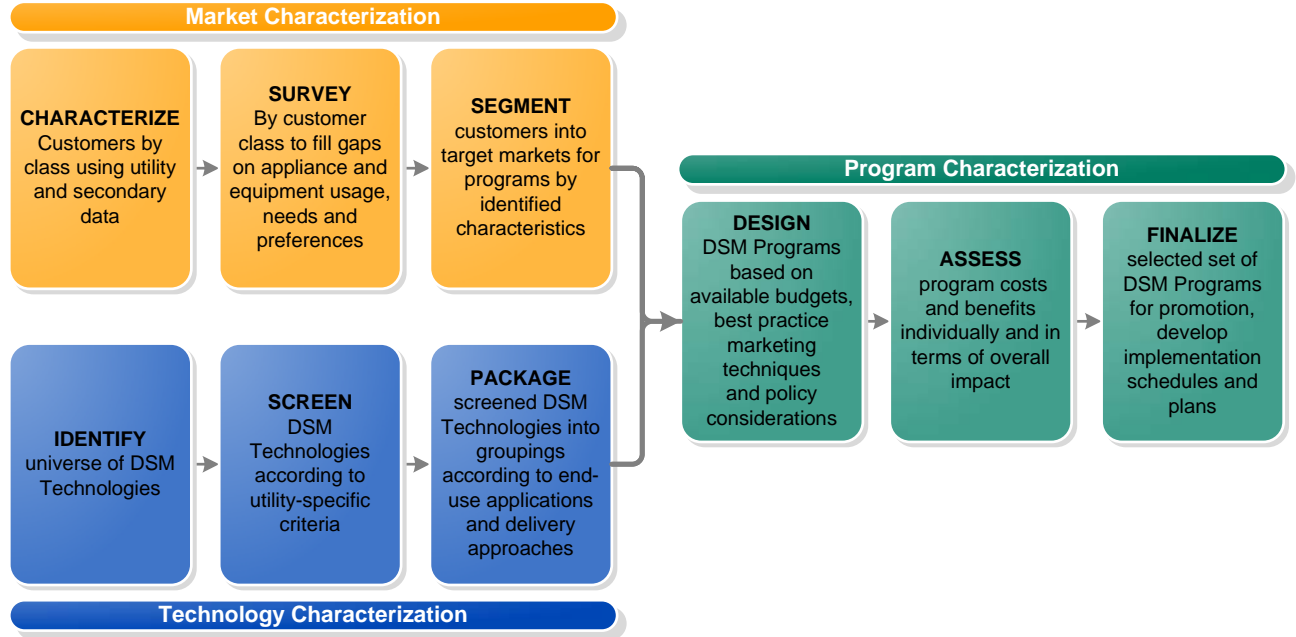 Market Characterization
CHARACTERIZE
Customers by
class using utility
and secondary
data
SURVEY
By customer
class to fill gaps
on appliance and
equipment usage,
needs and
preferences
SEGMENT
customers into
target markets for
programs by
identified
characteristics
Program Characterization
DESIGN
DSM Programs
based on
available budgets,
best practice
marketing
techniques
and policy
considerations
ASSESS
program costs
and benefits
individually and in
terms of overall
impact
FINALIZE
selected set of
DSM Programs
for promotion,
develop
implementation
schedules and
plans
IDENTIFY
universe of DSM
Technologies
SCREEN
DSM
Technologies
according to
utility-specific
criteria
PACKAGE
screened DSM
Technologies into
groupings
according to end-
use applications
and delivery
approaches
Technology Characterization